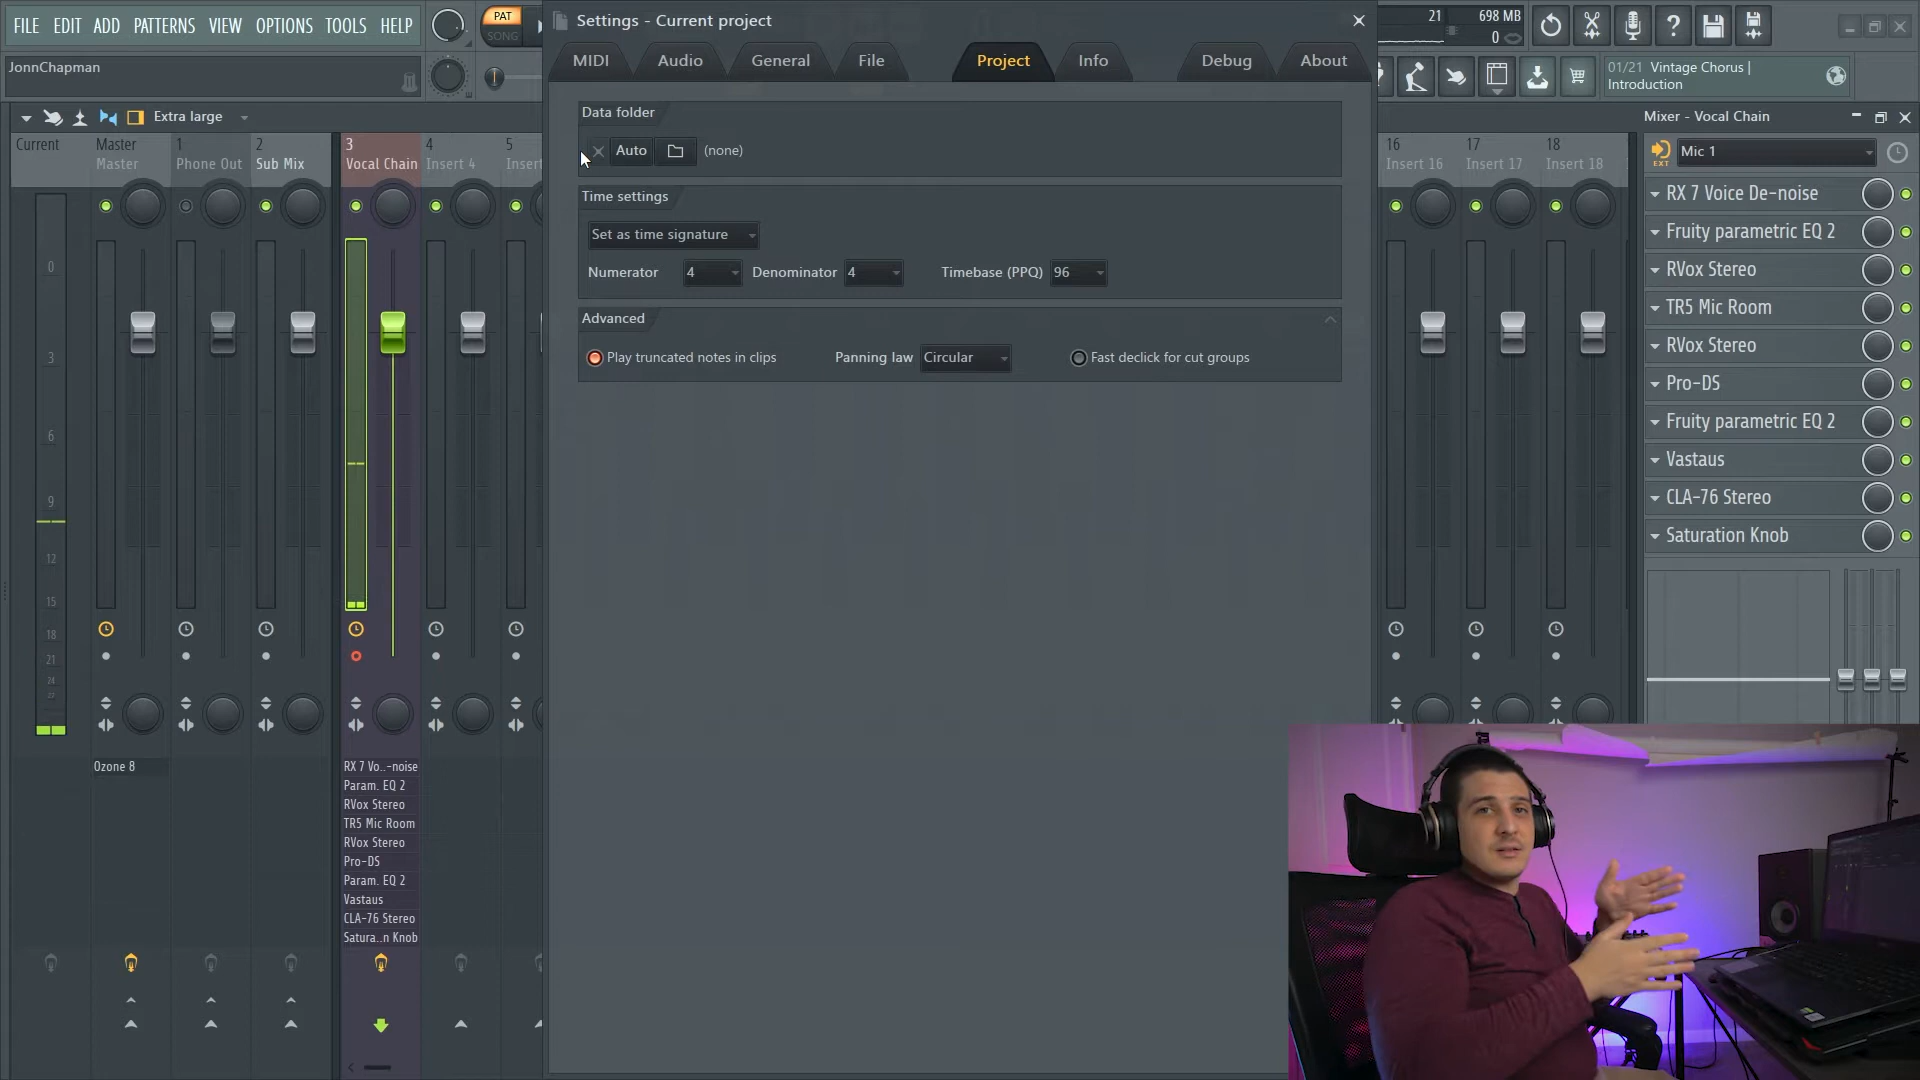 FILE EDIT ADD PATTERNS VIEW OPTIONS TOOLS HELP
PAT
SONG
Settings - Current project
21
698 MB
0
JonnChapman
MIDI Audio General File Project Info Debug About
01/21 Vintage Chorus |
Introduction
Extra large
Mixer - Vocal Chain
Data folder
Auto (none)
Time settings
Set as time signature
Numerator 4 Denominator 4 Timebase (PPQ) 96
Advanced
Play truncated notes in clips Panning law Circular Fast declick for cut groups
Current
Master
Master
1
Phone Out
2
Sub Mix
3
Vocal Chain
4
Insert 4
5
Insert
16
Insert 16
17
Insert 17
18
Insert 18
0
3
6
9
12
15
18
21
24
27
EXT
Mic 1
RX 7 Voice De-noise
Fruity parametric EQ 2
RVox Stereo
TR5 Mic Room
RVox Stereo
Pro-DS
Fruity parametric EQ 2
Vastaus
CLA-76 Stereo
Saturation Knob
Ozone 8
RX 7 Vo..-noise
Param. EQ 2
RVox Stereo
TR5 Mic Room
RVox Stereo
Pro-DS
Param. EQ 2
Vastaus
CLA-76 Stereo
Satura..n Knob